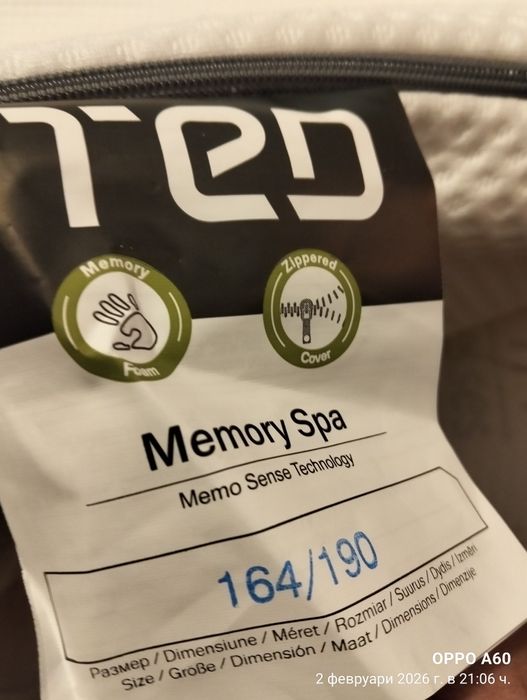 TED
Memory
Foam
Zippered
Cover
Memory Spa
Memo Sense Technology
164/190
Размер / Dimensiune / Méret / Rozmiar / Suurus / Dydis / Izmēri
Size / Große / Dimensión / Maat / Dimensions / Dimenzije
OPPO A60
2 февруари 2026 г. в 21:06 ч.